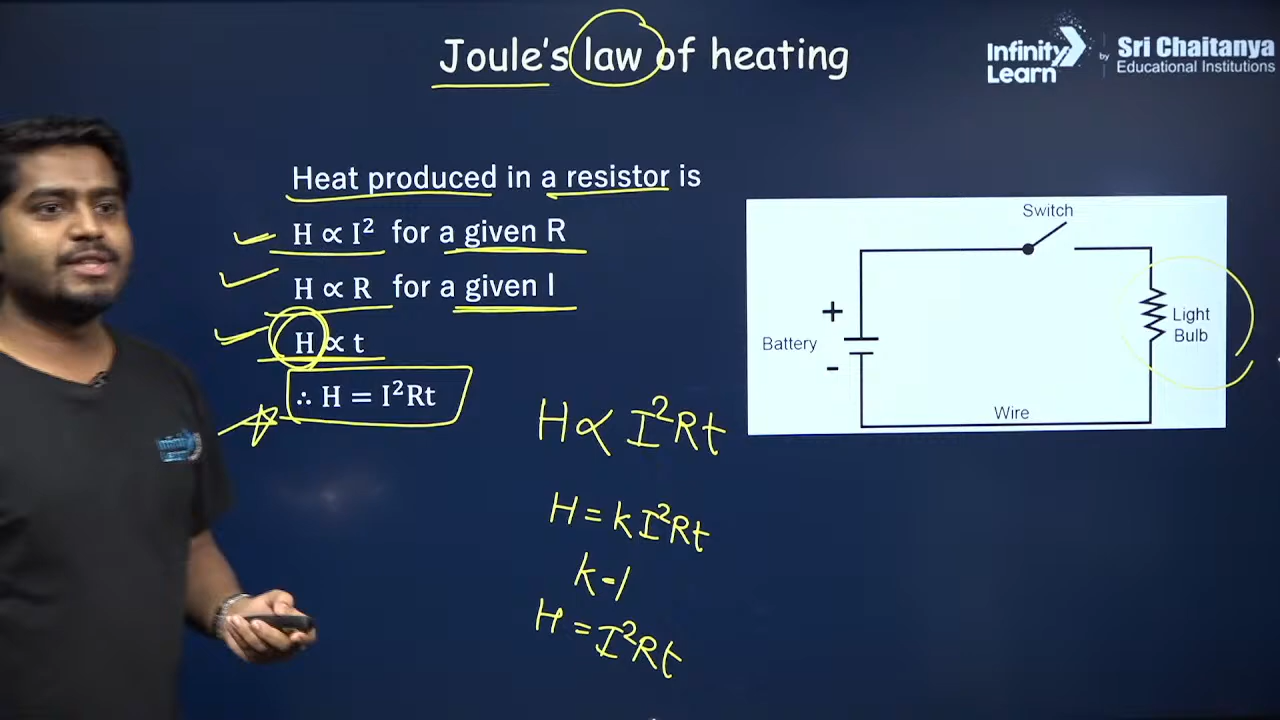 Joule's law of heating
Infinity
Learn
by
Sri Chaitanya
Educational Institutions
Heat produced in a resistor is
H ∝ I² for a given R
H ∝ R for a given I
H ∝ t
∴ H = I²Rt
H ∝ I²Rt
H = k I²Rt
k = 1
H = I²Rt
Switch
+
Battery
-
Light
Bulb
Wire